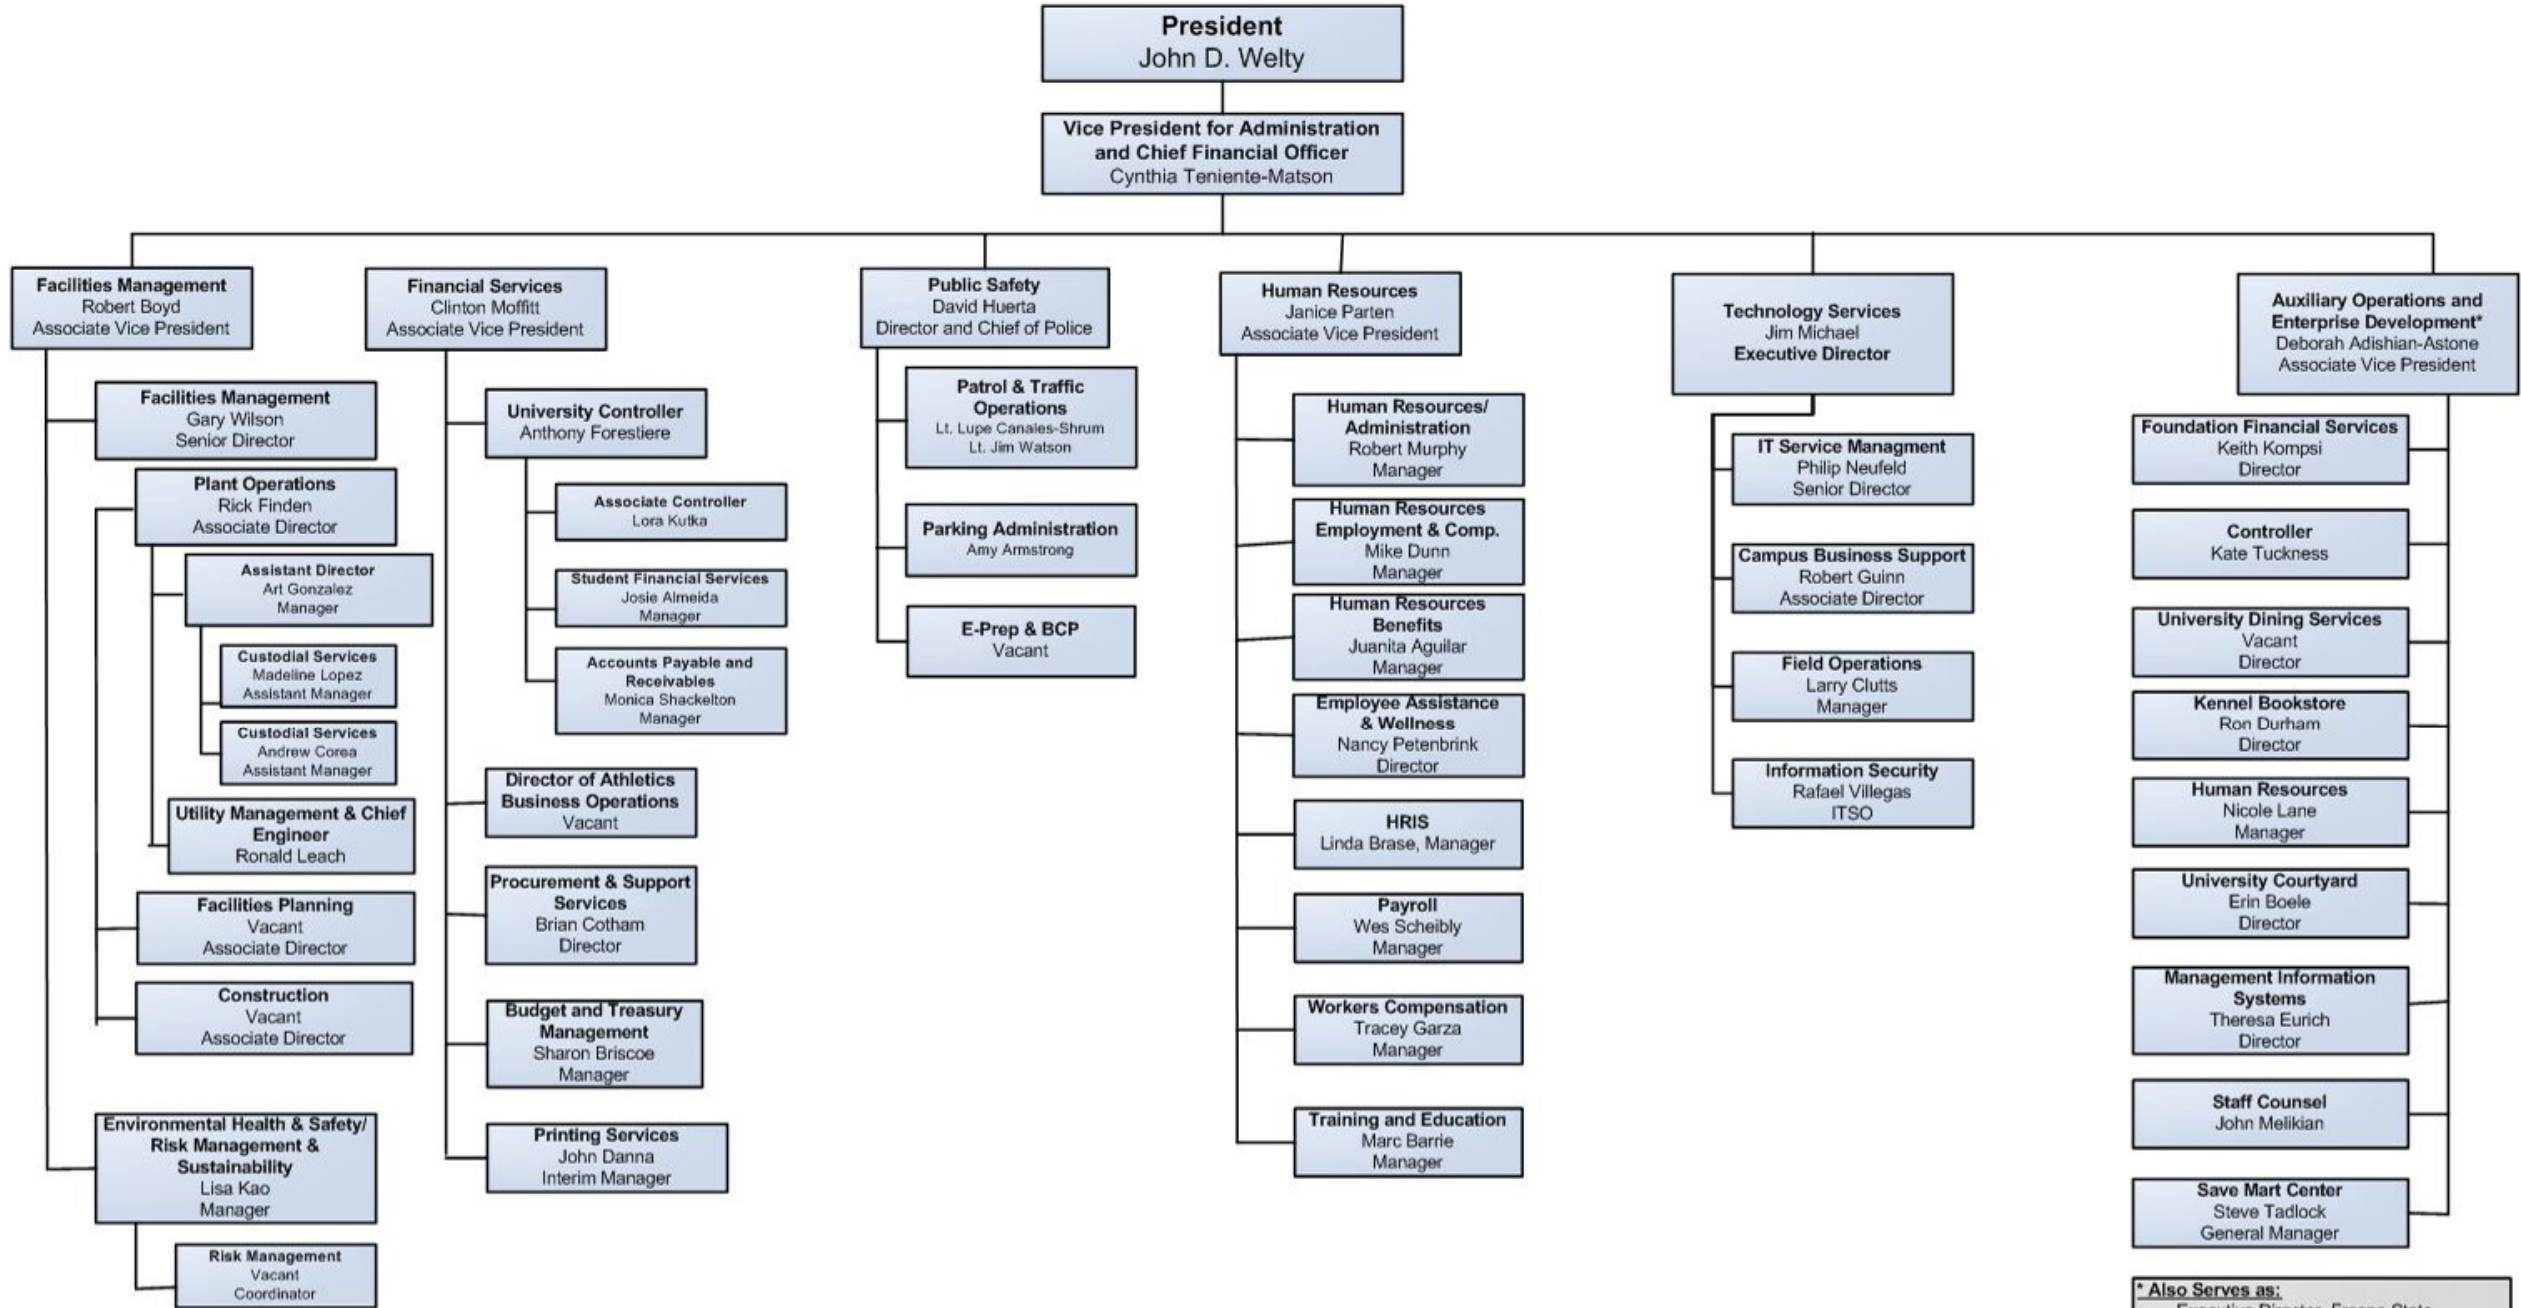 President
John D. Welty
Vice President for Administration
and Chief Financial Officer
Cynthia Teniente-Matson
Facilities Management
Robert Boyd
Associate Vice President
Facilities Management
Gary Wilson
Senior Director
Plant Operations
Rick Finden
Associate Director
Assistant Director
Art Gonzalez
Manager
Custodial Services
Madeline Lopez
Assistant Manager
Custodial Services
Andrew Corea
Assistant Manager
Utility Management & Chief
Engineer
Ronald Leach
Facilities Planning
Vacant
Associate Director
Construction
Vacant
Associate Director
Environmental Health & Safety/
Risk Management &
Sustainability
Lisa Kao
Manager
Risk Management
Vacant
Coordinator
Financial Services
Clinton Moffitt
Associate Vice President
University Controller
Anthony Forestiere
Associate Controller
Lora Kutka
Student Financial Services
Josie Almeida
Manager
Accounts Payable and
Receivables
Monica Shackelton
Manager
Director of Athletics
Business Operations
Vacant
Procurement & Support
Services
Brian Cotham
Director
Budget and Treasury
Management
Sharon Briscoe
Manager
Printing Services
John Danna
Interim Manager
Public Safety
David Huerta
Director and Chief of Police
Patrol & Traffic
Operations
Lt. Lupe Canales-Shrum
Lt. Jim Watson
Parking Administration
Amy Armstrong
E-Prep & BCP
Vacant
Human Resources
Janice Parten
Associate Vice President
Human Resources/
Administration
Robert Murphy
Manager
Human Resources
Employment & Comp.
Mike Dunn
Manager
Human Resources
Benefits
Juanita Aguilar
Manager
Employee Assistance
& Wellness
Nancy Petenbrink
Director
HRIS
Linda Brase, Manager
Payroll
Wes Scheibly
Manager
Workers Compensation
Tracey Garza
Manager
Training and Education
Marc Barrie
Manager
Technology Services
Jim Michael
Executive Director
IT Service Managment
Philip Neufeld
Senior Director
Campus Business Support
Robert Guinn
Associate Director
Field Operations
Larry Clutts
Manager
Information Security
Rafael Villegas
ITSO
Auxiliary Operations and
Enterprise Development*
Deborah Adishian-Astone
Associate Vice President
Foundation Financial Services
Keith Kompsi
Director
Controller
Kate Tuckness
University Dining Services
Vacant
Director
Kennel Bookstore
Ron Durham
Director
Human Resources
Nicole Lane
Manager
University Courtyard
Erin Boele
Director
Management Information
Systems
Theresa Eurich
Director
Staff Counsel
John Melikian
Save Mart Center
Steve Tadlock
General Manager
* Also Serves as: